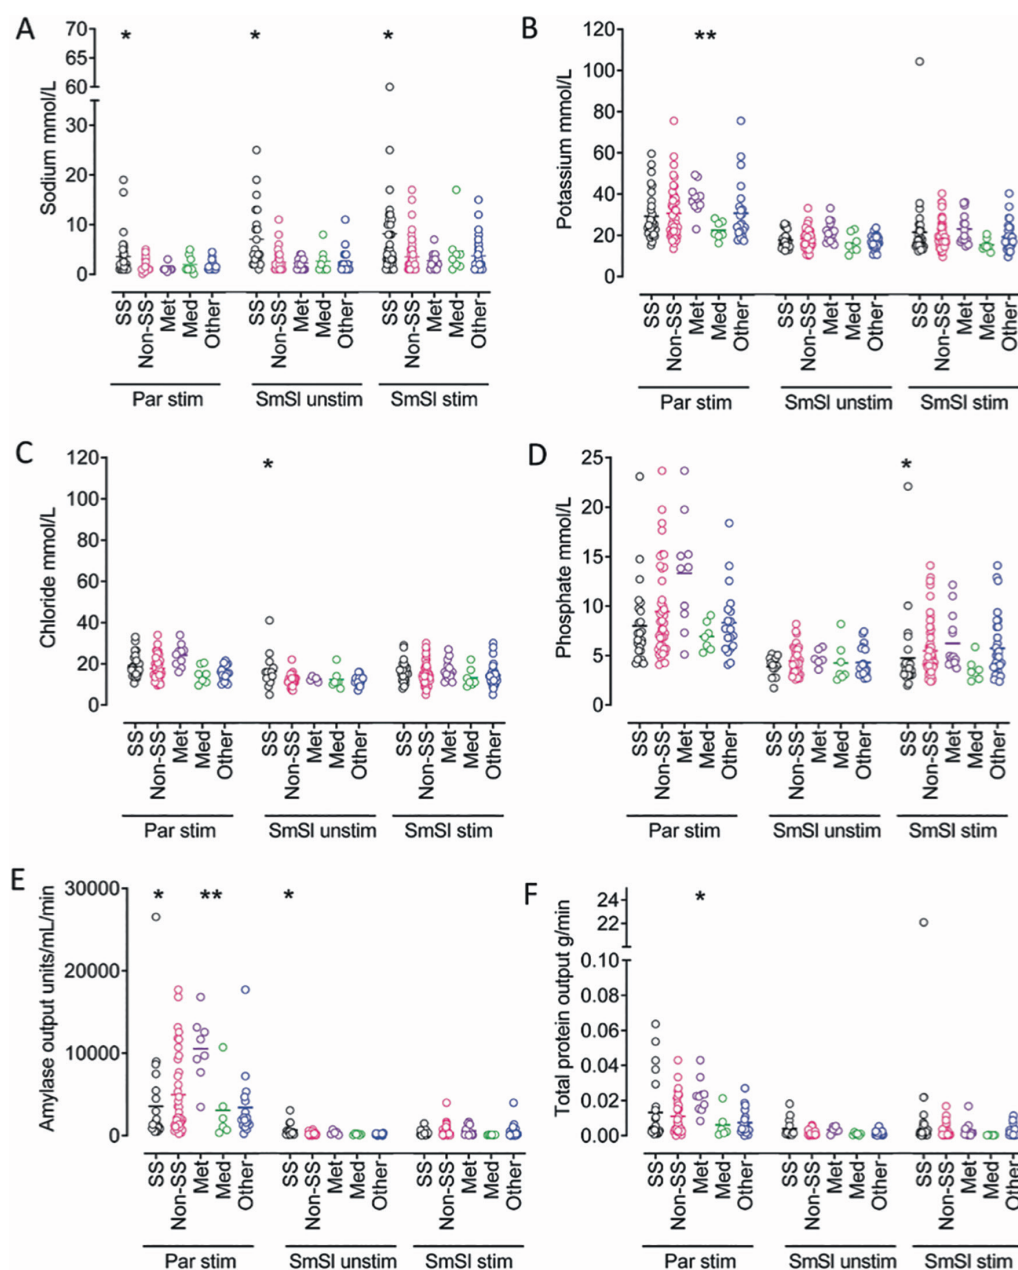 A
Sodium mmol/L
70
65
60
30
20
10
0
* * *
SS Non-SS Met Med Other SS Non-SS Met Med Other SS Non-SS Met Med Other
Par stim SmSl unstim SmSl stim
B
Potassium mmol/L
120
100
80
60
40
20
0
**
SS Non-SS Met Med Other SS Non-SS Met Med Other SS Non-SS Met Med Other
Par stim SmSl unstim SmSl stim
C
Chloride mmol/L
120
100
80
60
40
20
0
*
SS Non-SS Met Med Other SS Non-SS Met Med Other SS Non-SS Met Med Other
Par stim SmSl unstim SmSl stim
D
Phosphate mmol/L
25
20
15
10
5
0
*
SS Non-SS Met Med Other SS Non-SS Met Med Other SS Non-SS Met Med Other
Par stim SmSl unstim SmSl stim
E
Amylase output units/mL/min
30000
20000
10000
0
* ** *
SS Non-SS Met Med Other SS Non-SS Met Med Other SS Non-SS Met Med Other
Par stim SmSl unstim SmSl stim
F
Total protein output g/min
24
22
0.10
0.08
0.06
0.04
0.02
0.00
*
SS Non-SS Met Med Other SS Non-SS Met Med Other SS Non-SS Met Med Other
Par stim SmSl unstim SmSl stim